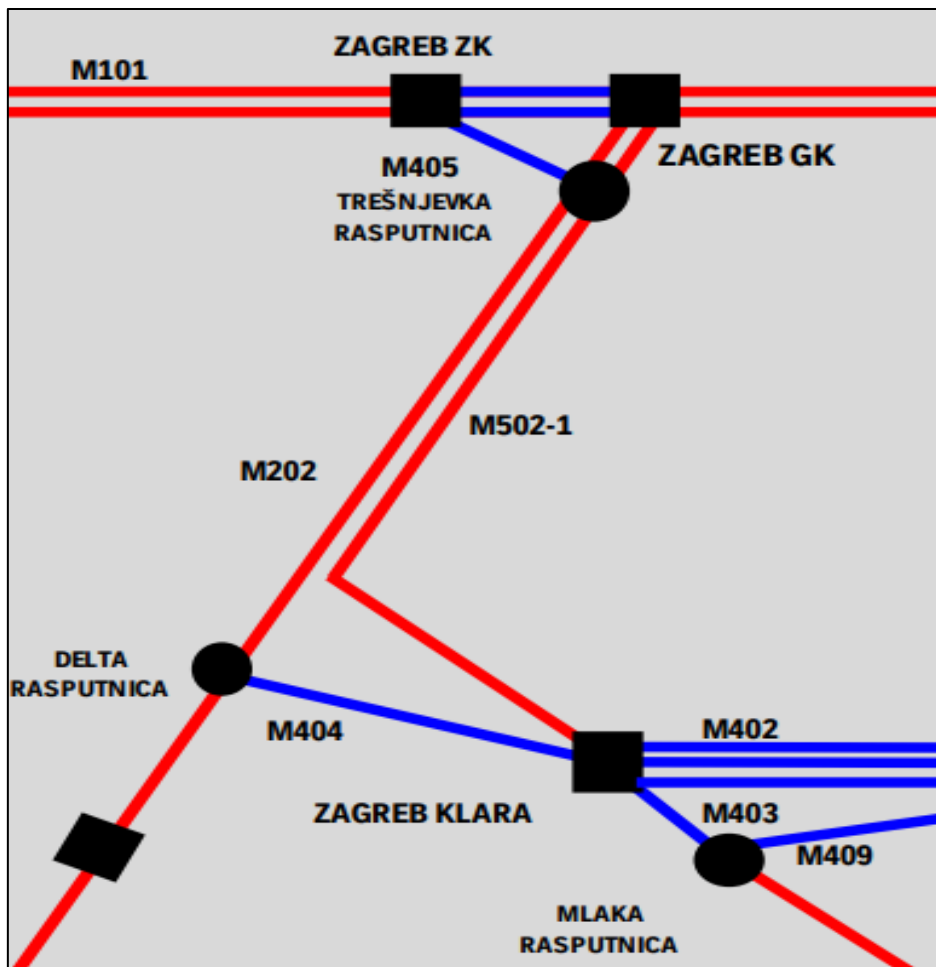 ZAGREB ZK
M101
ZAGREB GK
M405
TREŠNJEVKA
RASPUTNICA
M502-1
M202
DELTA
RASPUTNICA
M404
M402
ZAGREB KLARA
M403
M409
MLAKA
RASPUTNICA